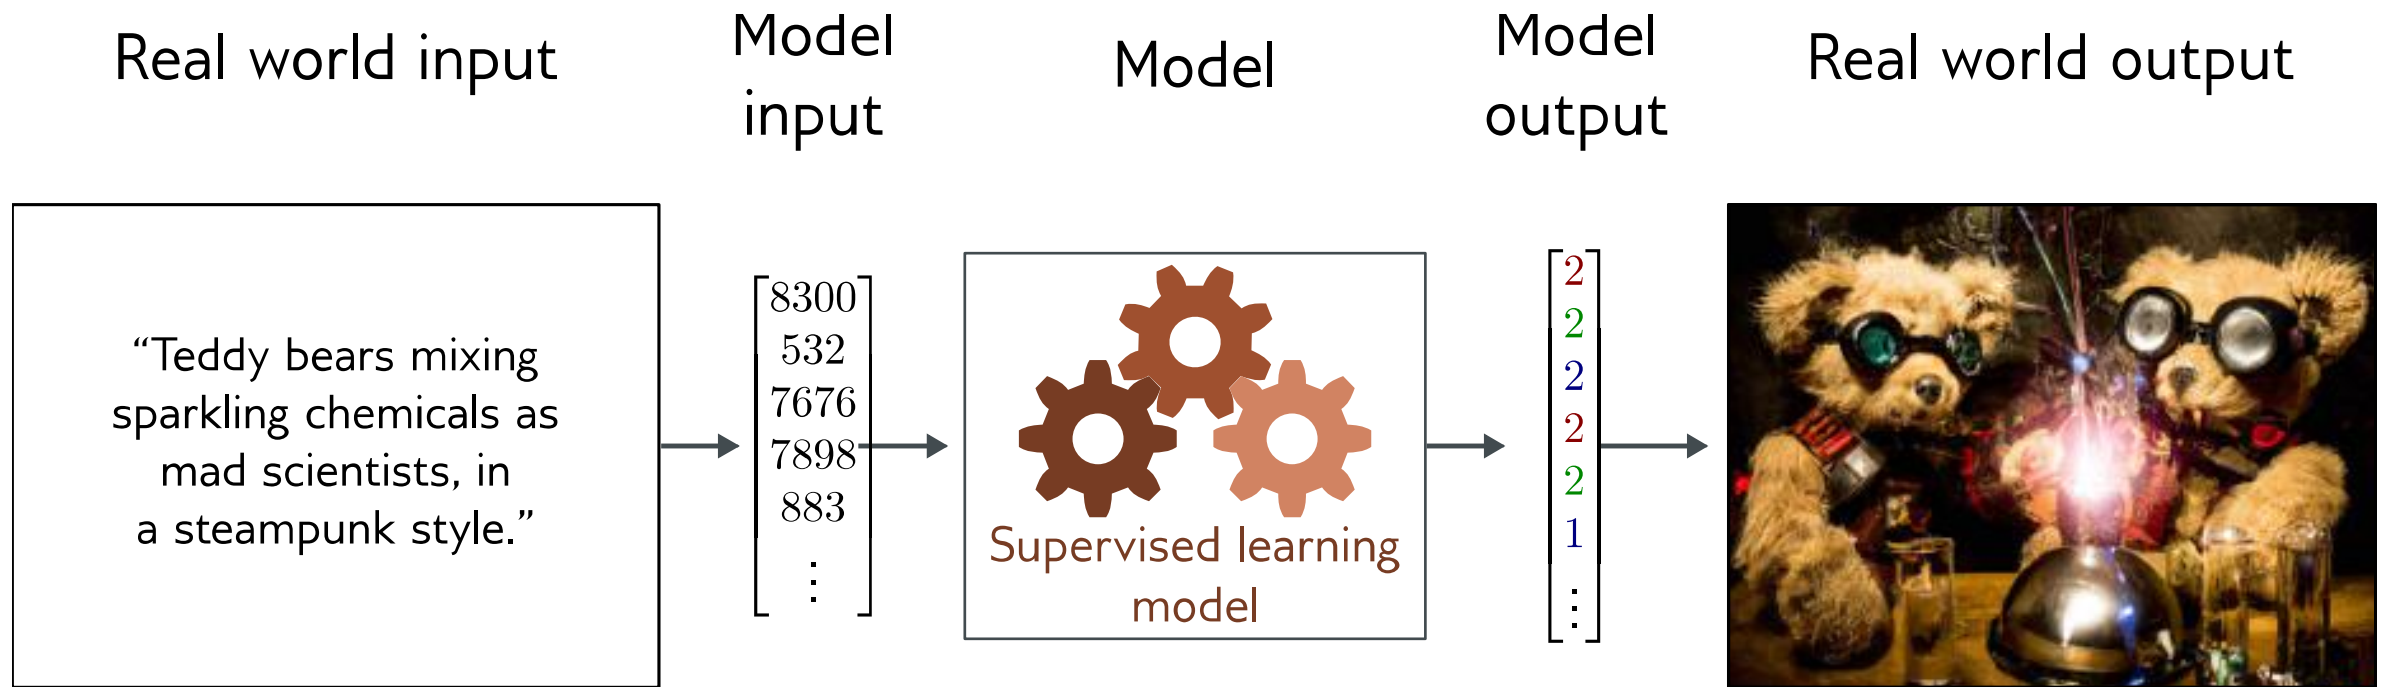 Real world input
Model
input
Model
Model
output
Real world output
“Teddy bears mixing
sparkling chemicals as
mad scientists, in
a steampunk style.”
8300
532
7676
7898
883
⋮
Supervised learning
model
2
2
2
2
2
1
⋮